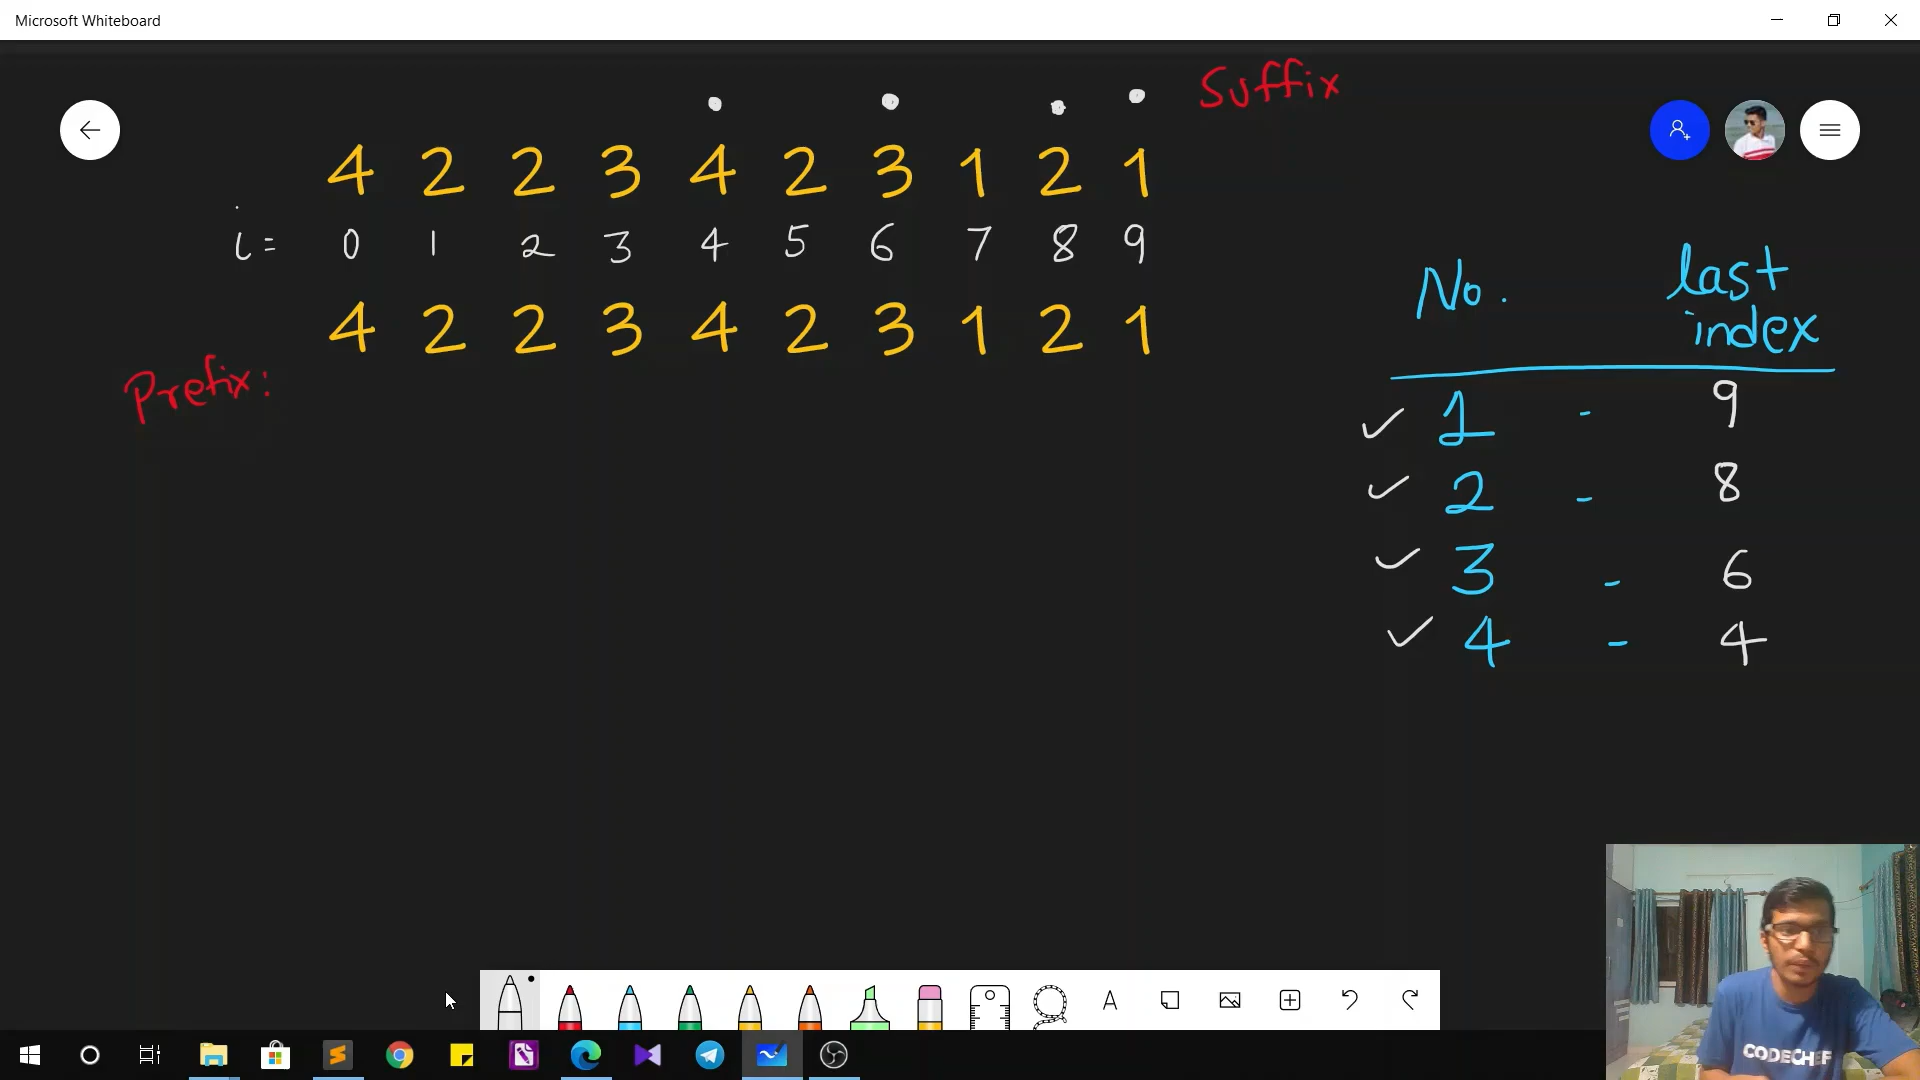 Microsoft Whiteboard
Suffix
4 2 2 3 4 2 3 1 2 1
i = 0 1 2 3 4 5 6 7 8 9
4 2 2 3 4 2 3 1 2 1
Prefix:
No. last index
1 - 9
2 - 8
3 - 6
4 - 4
A
CODECHEF